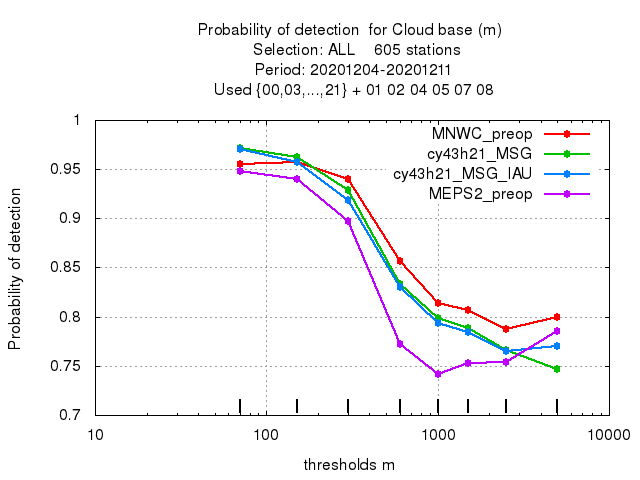 Probability of detection  for Cloud base (m)
Selection: ALL    605 stations
Period: 20201204-20201211
Used {00,03,...,21} + 01 02 04 05 07 08
MNWC_preop
cy43h21_MSG
cy43h21_MSG_IAU
MEPS2_preop
Probability of detection
1
0.95
0.9
0.85
0.8
0.75
0.7
10 100 1000 10000
thresholds m